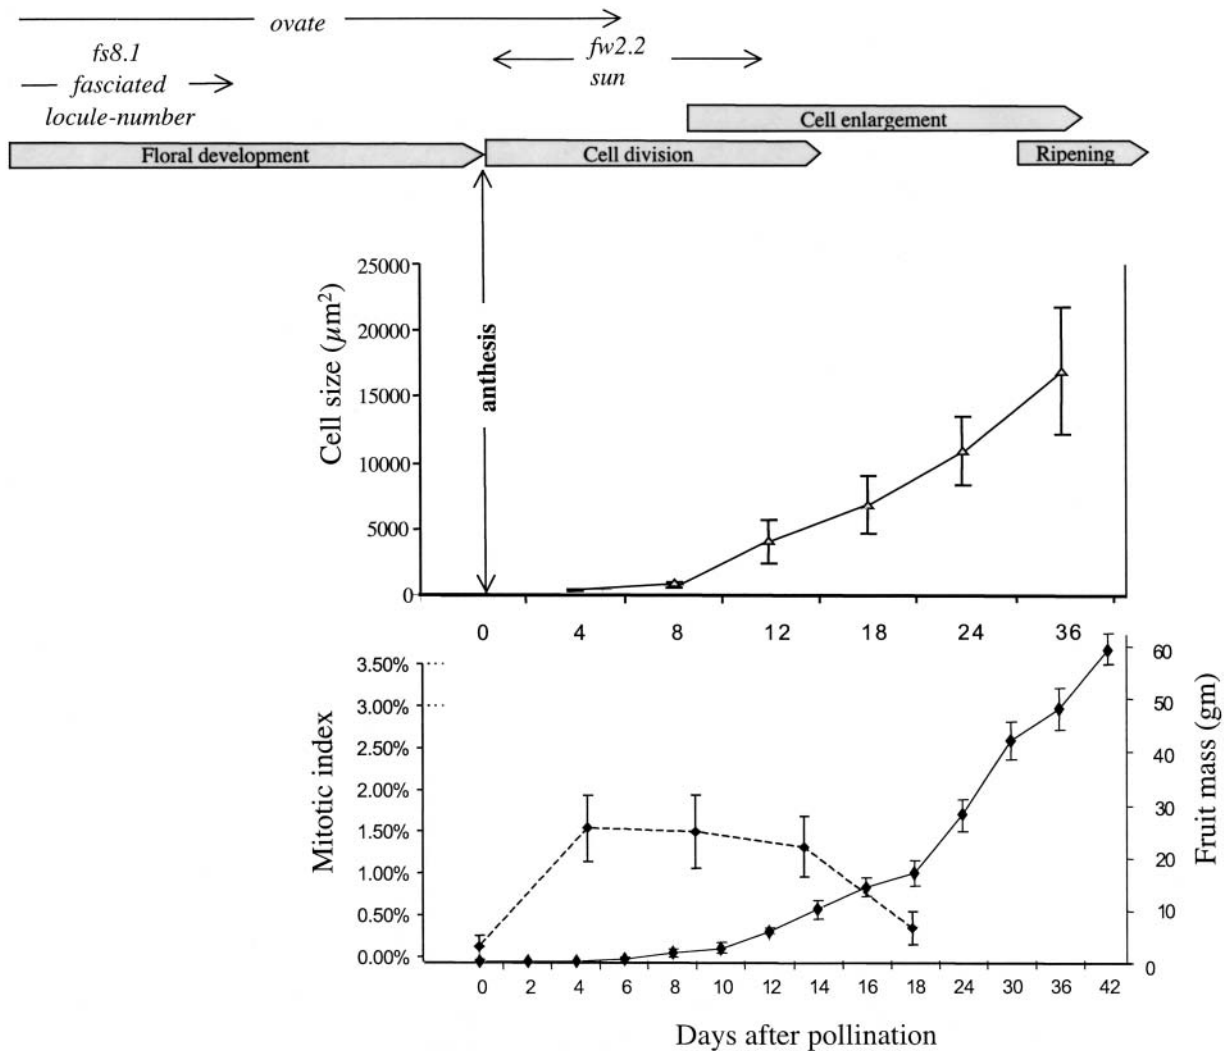 ovate
fs8.1
fasciated
locule-number
fw2.2
sun
Cell enlargement
Floral development
Cell division
Ripening
anthesis
Cell size (µm²)
25000
20000
15000
10000
5000
0
0 4 8 12 18 24 36
Mitotic index
3.50%
3.00%
2.50%
2.00%
1.50%
1.00%
0.50%
0.00%
Fruit mass (gm)
60
50
40
30
20
10
0
0 2 4 6 8 10 12 14 16 18 24 30 36 42
Days after pollination